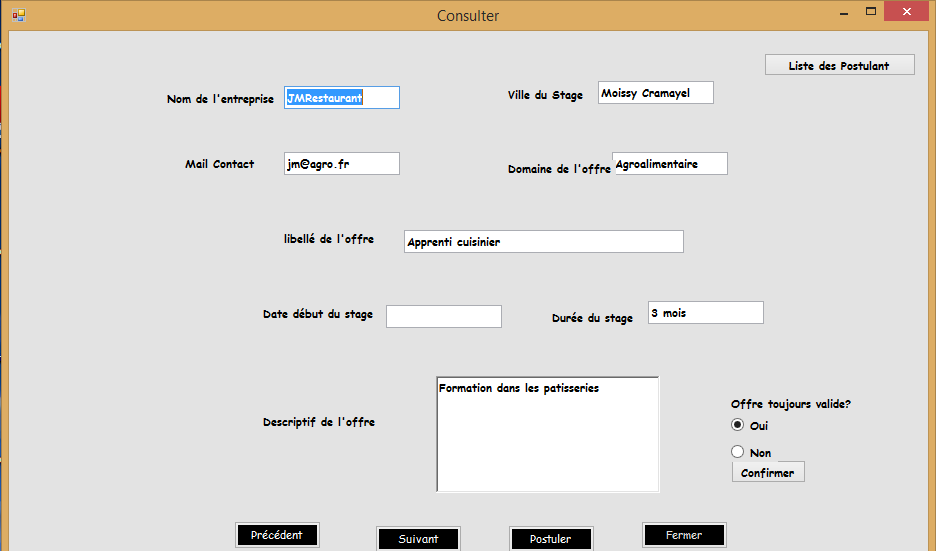 Consulter
Liste des Postulant
Nom de l'entreprise JMRestaurant
Ville du Stage Moissy Cramayel
Mail Contact jm@agro.fr
Domaine de l'offre Agroalimentaire
libellé de l'offre Apprenti cuisinier
Date début du stage
Durée du stage 3 mois
Descriptif de l'offre
Formation dans les patisseries
Offre toujours valide?
Oui
Non
Confirmer
Précédent
Suivant
Postuler
Fermer